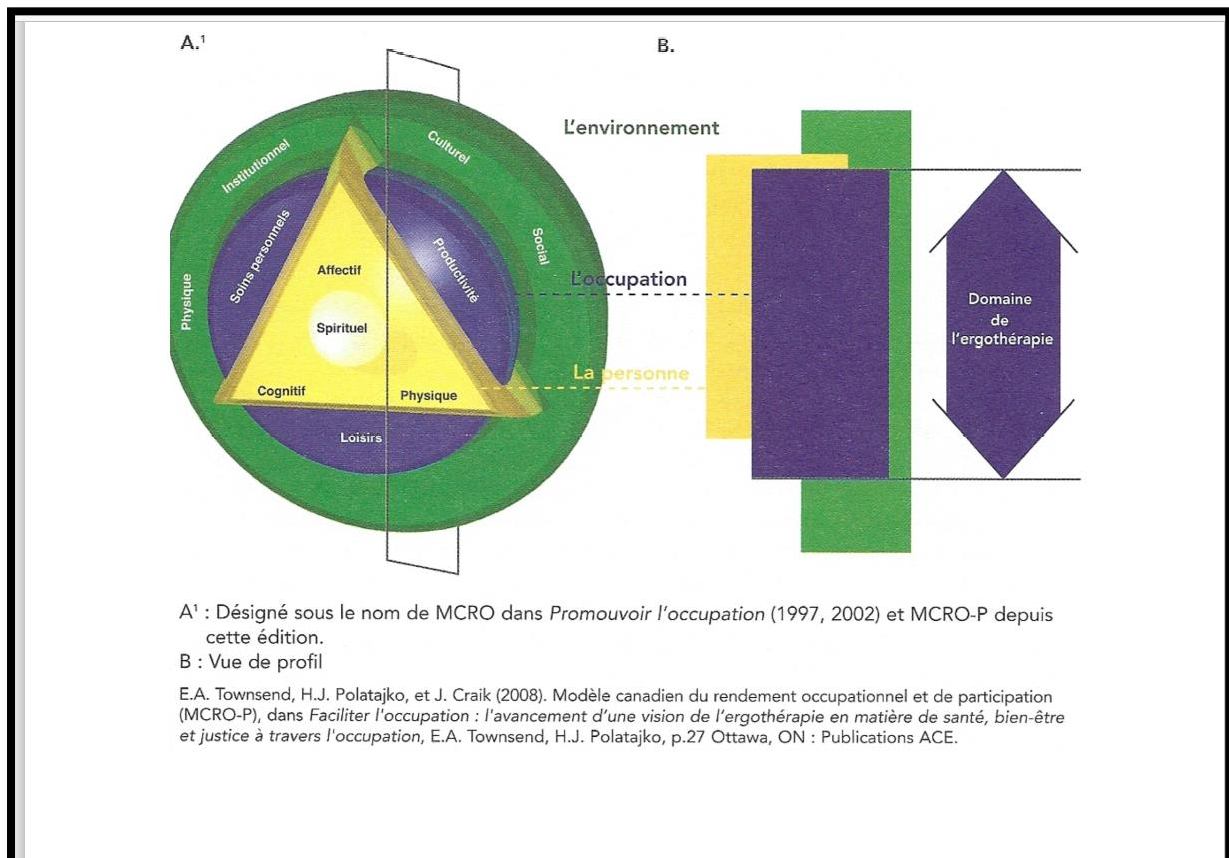 A.¹
B.
L'environnement
Institutionnel
Culturel
Social
Physique
Soins personnels
Productivité
Affectif
Spirituel
Cognitif
Physique
Loisirs
L'occupation
La personne
Domaine
de
l'ergothérapie
A¹ : Désigné sous le nom de MCRO dans Promouvoir l'occupation (1997, 2002) et MCRO-P depuis
cette édition.
B : Vue de profil
E.A. Townsend, H.J. Polatajko, et J. Craik (2008). Modèle canadien du rendement occupationnel et de participation
(MCRO-P), dans Faciliter l'occupation : l'avancement d'une vision de l'ergothérapie en matière de santé, bien-être
et justice à travers l'occupation, E.A. Townsend, H.J. Polatajko, p.27 Ottawa, ON : Publications ACE.